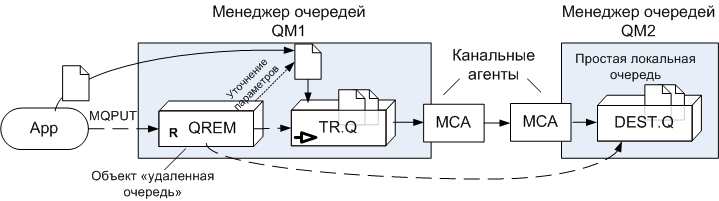 Менеджер очередей
QM1
Менеджер очередей
QM2
Канальные
агенты
Простая локальная
очередь
Уточнение
параметров
App
MQPUT
R QREM
TR.Q
MCA
MCA
DEST.Q
Объект «удаленная
очередь»